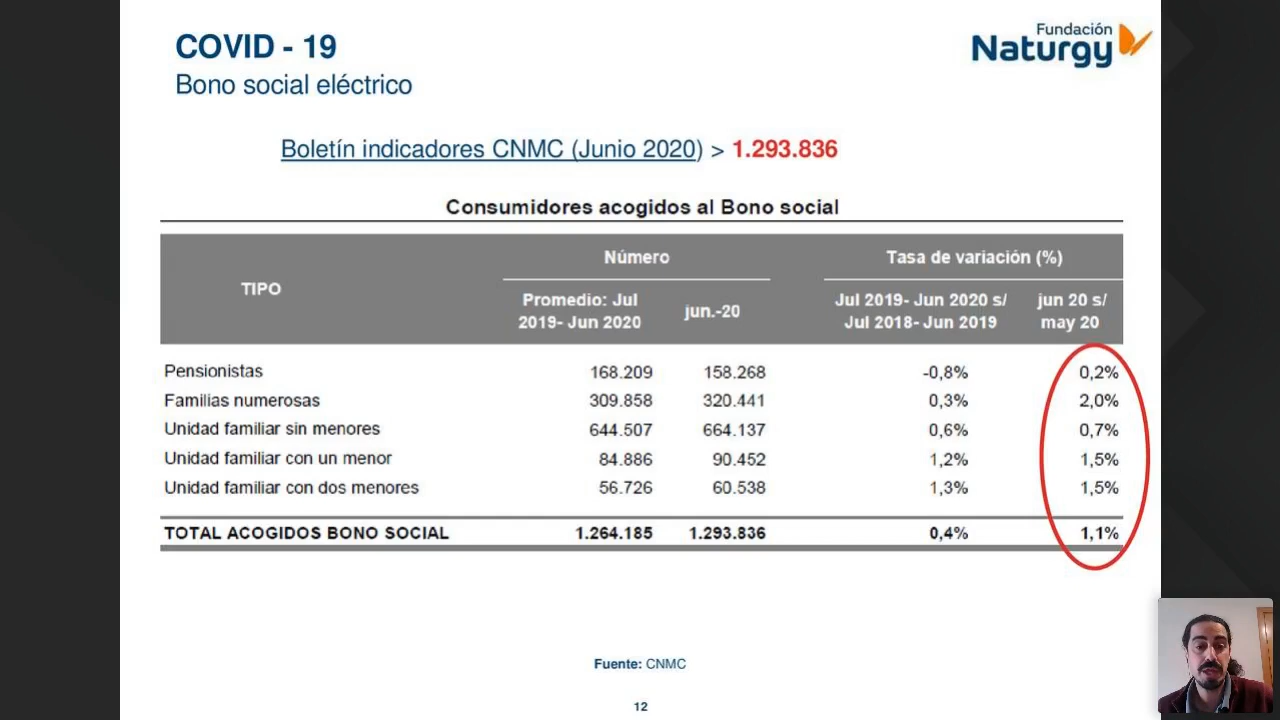 COVID - 19
Bono social eléctrico
Fundación
Naturgy
Boletín indicadores CNMC (Junio 2020) > 1.293.836
Consumidores acogidos al Bono social
TIPO
Número
Tasa de variación (%)
Promedio: Jul 2019- Jun 2020
jun.-20
Jul 2019- Jun 2020 s/ Jul 2018- Jun 2019
jun 20 s/ may 20
Pensionistas 168.209 158.268 -0,8% 0,2%
Familias numerosas 309.858 320.441 0,3% 2,0%
Unidad familiar sin menores 644.507 664.137 0,6% 0,7%
Unidad familiar con un menor 84.886 90.452 1,2% 1,5%
Unidad familiar con dos menores 56.726 60.538 1,3% 1,5%
TOTAL ACOGIDOS BONO SOCIAL 1.264.185 1.293.836 0,4% 1,1%
Fuente: CNMC
12